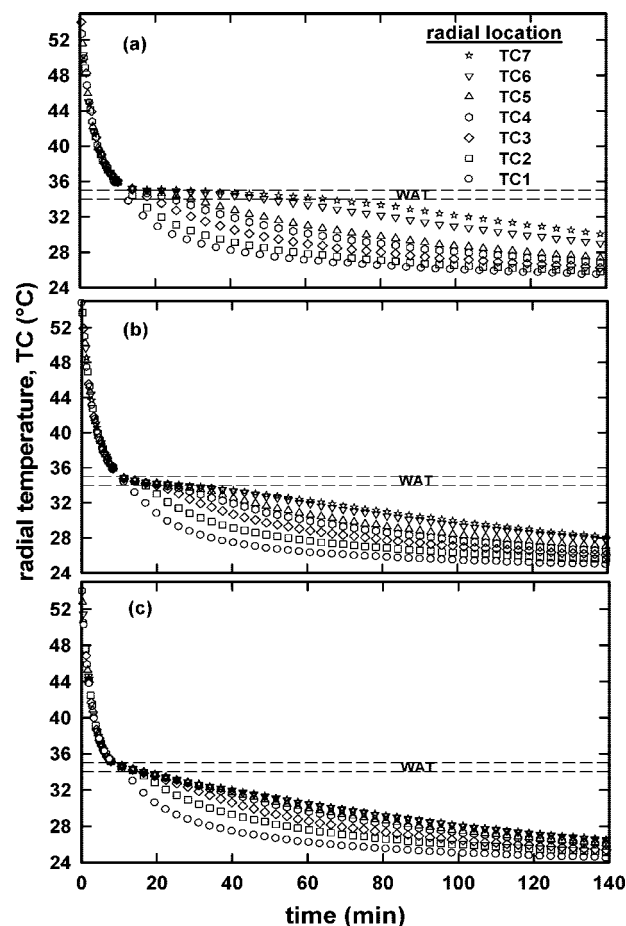 radial location
TC7
TC6
TC5
TC4
TC3
TC2
TC1
(a)
52
48
44
40
36
32
28
24
WAT
(b)
52
48
44
40
36
32
28
24
WAT
(c)
52
48
44
40
36
32
28
24
WAT
radial temperature, TC (°C)
0 20 40 60 80 100 120 140
time (min)